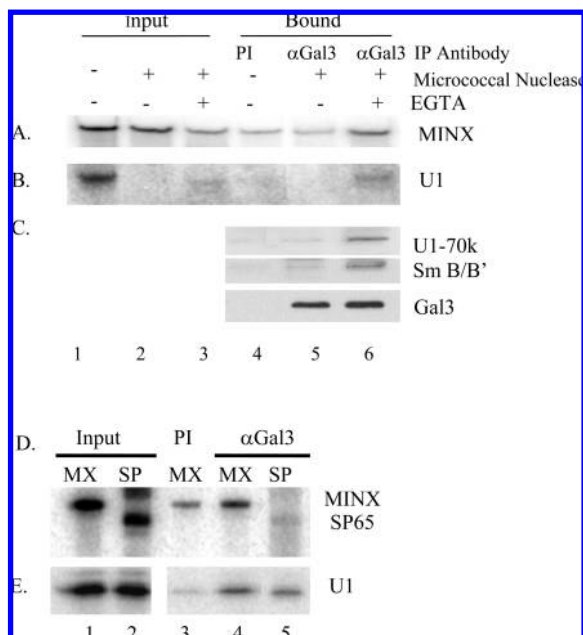 Input Bound
PI αGal3 αGal3 IP Antibody
- + + - + + Micrococcal Nuclease
- - + - - + EGTA
A. MINX
B. U1
C.
U1-70k
Sm B/B’
Gal3
1 2 3 4 5 6
D. Input PI αGal3
MX SP MX MX SP
MINX
SP65
E. U1
1 2 3 4 5